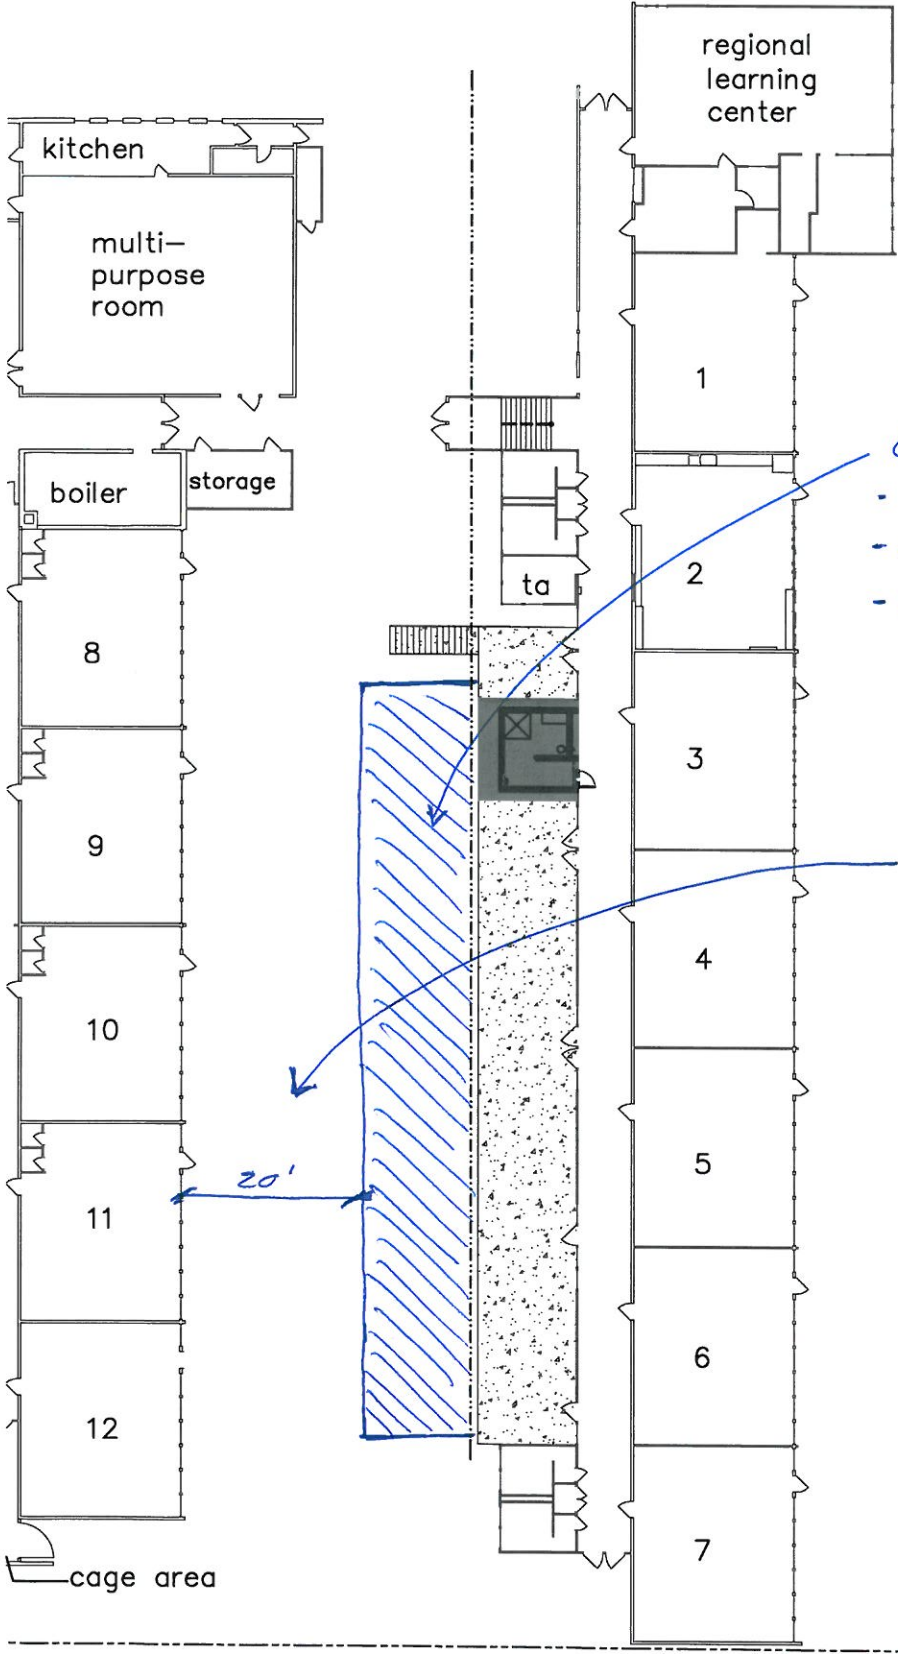 regional
learning
center
kitchen
multi-
purpose
room
1
boiler
storage
2
ta
8
3
9
4
10
5
11
20'
6
12
7
cage area